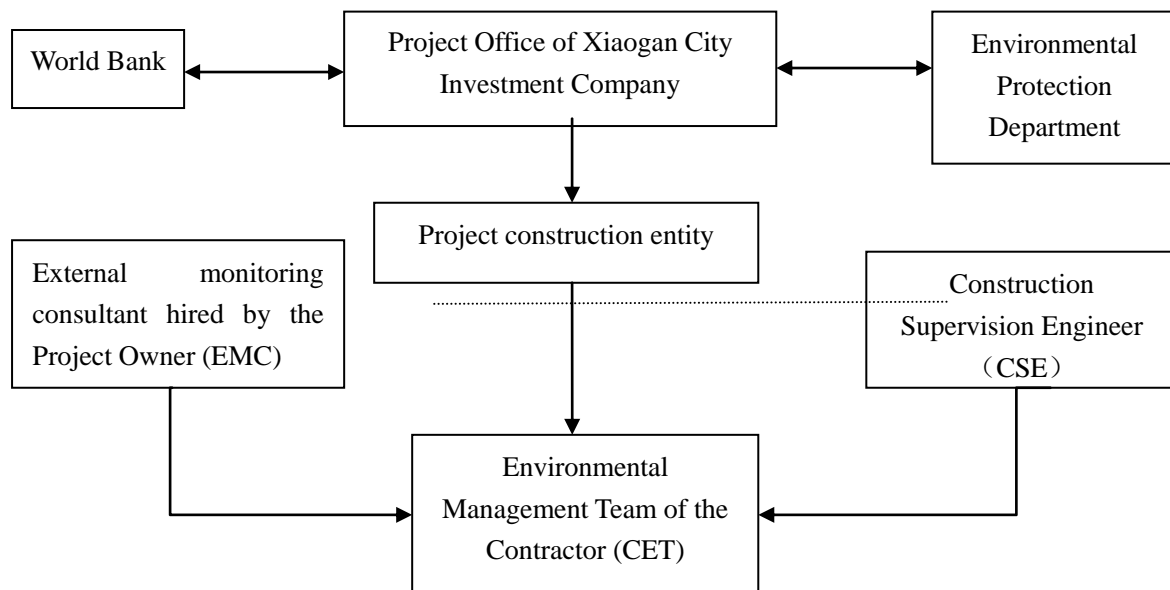 World Bank
Project Office of Xiaogan City
Investment Company
Environmental
Protection
Department
Project construction entity
External monitoring
consultant hired by the
Project Owner (EMC)
Construction
Supervision Engineer
（CSE）
Environmental
Management Team of the
Contractor (CET)